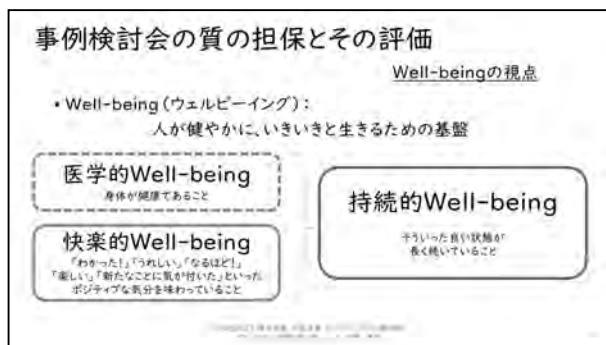 事例検討会の質の担保とその評価
Well-beingの視点
・Well-being(ウェルビーイング):
人が健やかに、いきいきと生きるための基盤
医学的Well-being
身体が健康であること
快楽的Well-being
「わかった!」「うれしい」「なるほど!」
「楽しい」「新たなことに気が付いた」といった
ポジティブな気分を味わっていること
持続的Well-being
そういった良い状態が
長く続いていること